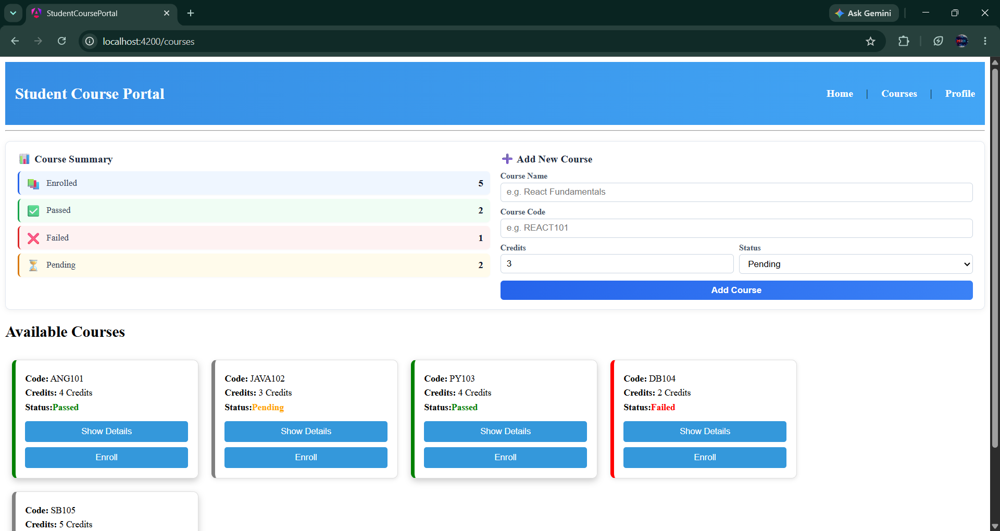 StudentCoursePortal
Ask Gemini
localhost:4200/courses
Student Course Portal
Home | Courses | Profile
Course Summary
Enrolled 5
Passed 2
Failed 1
Pending 2
Add New Course
Course Name
e.g. React Fundamentals
Course Code
e.g. REACT101
Credits Status
3 Pending
Add Course
Available Courses
Code: ANG101
Credits: 4 Credits
Status:Passed
Show Details
Enroll
Code: JAVA102
Credits: 3 Credits
Status:Pending
Show Details
Enroll
Code: PY103
Credits: 4 Credits
Status:Passed
Show Details
Enroll
Code: DB104
Credits: 2 Credits
Status:Failed
Show Details
Enroll
Code: SB105
Credits: 5 Credits